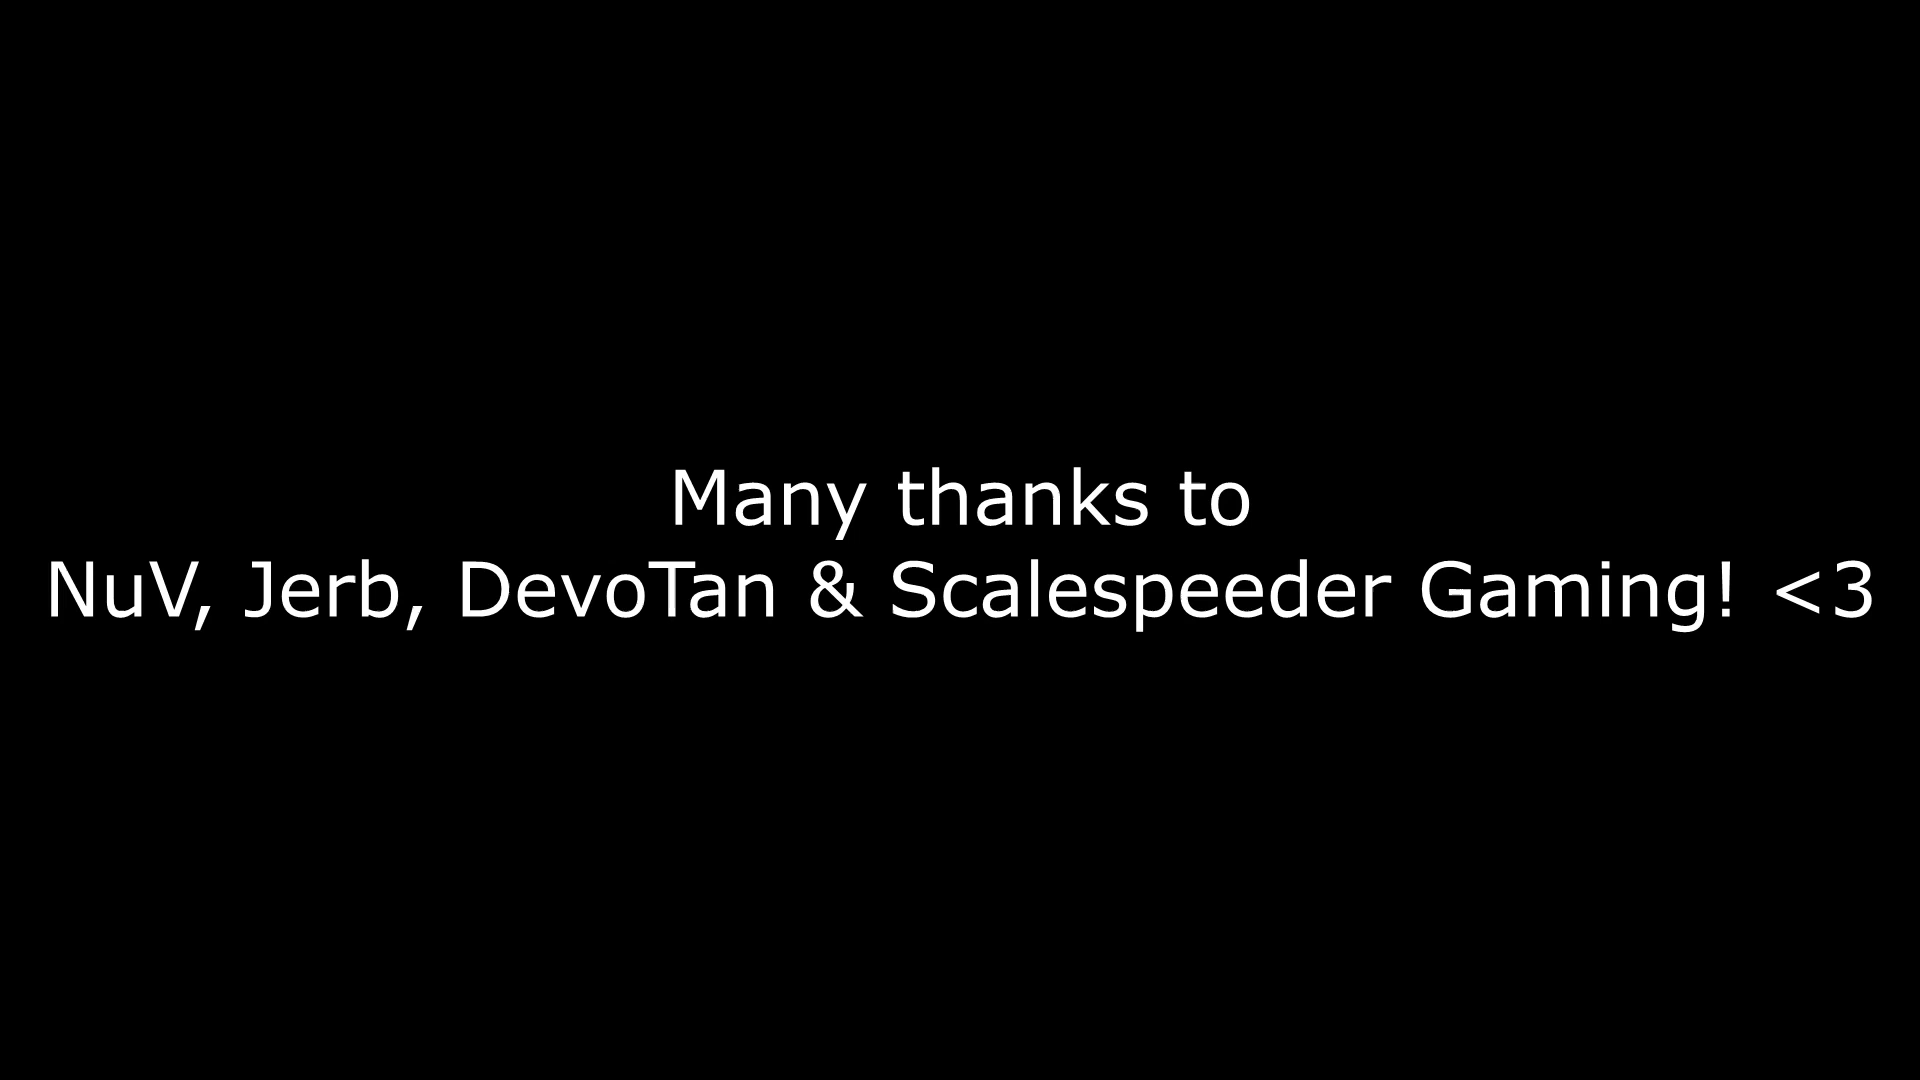 Many thanks to
NuV, Jerb, DevoTan & Scalespeeder Gaming! <3